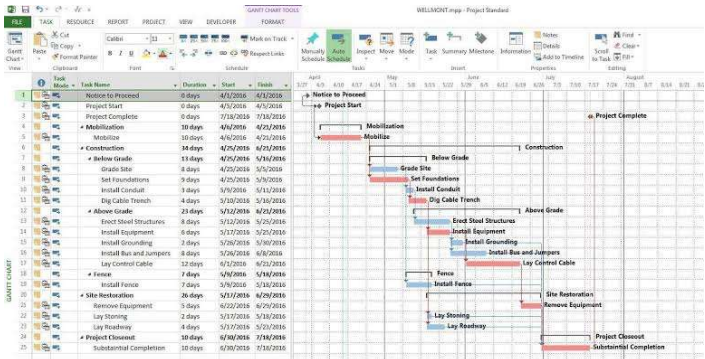 GANTT CHART TOOLS
WELLMONT.mpp - Project Standard
FILE TASK RESOURCE REPORT PROJECT VIEW DEVELOPER FORMAT
Gantt Chart
Cut
Copy
Format Painter
Calibri 11
B I U
Mark on Track
Respect Links
Manually Schedule
Auto Schedule
Inspect Move Mode
Task Summary Milestone
Information
Notes
Details
Add to Timeline
Scroll to Task
Find
Clear
Fill
View Clipboard Font Schedule Tasks Insert Properties Editing
Task Mode Task Name Duration Start Finish
April May June July August
1 Notice to Proceed 0 days 4/1/2016 4/1/2016 Notice to Proceed
2 Project Start 0 days 4/5/2016 4/5/2016 Project Start
3 Project Complete 0 days 7/18/2016 7/18/2016 Project Complete
4 Mobilization 10 days 4/6/2016 4/21/2016 Mobilization
5 Mobilize 10 days 4/6/2016 4/21/2016 Mobilize
6 Construction 34 days 4/25/2016 6/21/2016 Construction
7 Below Grade 13 days 4/25/2016 5/16/2016 Below Grade
8 Grade Site 8 days 4/25/2016 5/5/2016 Grade Site
9 Set Foundations 9 days 4/25/2016 5/9/2016 Set Foundations
10 Install Conduit 3 days 5/9/2016 5/11/2016 Install Conduit
11 Dig Cable Trench 4 days 5/10/2016 5/16/2016 Dig Cable Trench
12 Above Grade 23 days 5/12/2016 6/21/2016 Above Grade
13 Erect Steel Structures 8 days 5/12/2016 5/25/2016 Erect Steel Structures
14 Install Equipment 6 days 5/17/2016 5/25/2016 Install Equipment
15 Install Grounding 2 days 5/26/2016 5/30/2016 Install Grounding
16 Install Bus and Jumpers 8 days 5/26/2016 6/8/2016 Install Bus and Jumpers
17 Lay Control Cable 12 days 6/1/2016 6/21/2016 Lay Control Cable
18 Fence 7 days 5/9/2016 5/18/2016 Fence
19 Install Fence 7 days 5/9/2016 5/18/2016 Install Fence
20 Site Restoration 26 days 5/17/2016 6/29/2016 Site Restoration
21 Remove Equipment 5 days 6/22/2016 6/29/2016 Remove Equipment
22 Lay Stoning 2 days 5/17/2016 5/18/2016 Lay Stoning
23 Lay Roadway 4 days 5/17/2016 5/23/2016 Lay Roadway
24 Project Closeout 10 days 6/30/2016 7/18/2016 Project Closeout
25 Substantial Completion 10 days 6/30/2016 7/18/2016 Substantial Completion
GANTT CHART